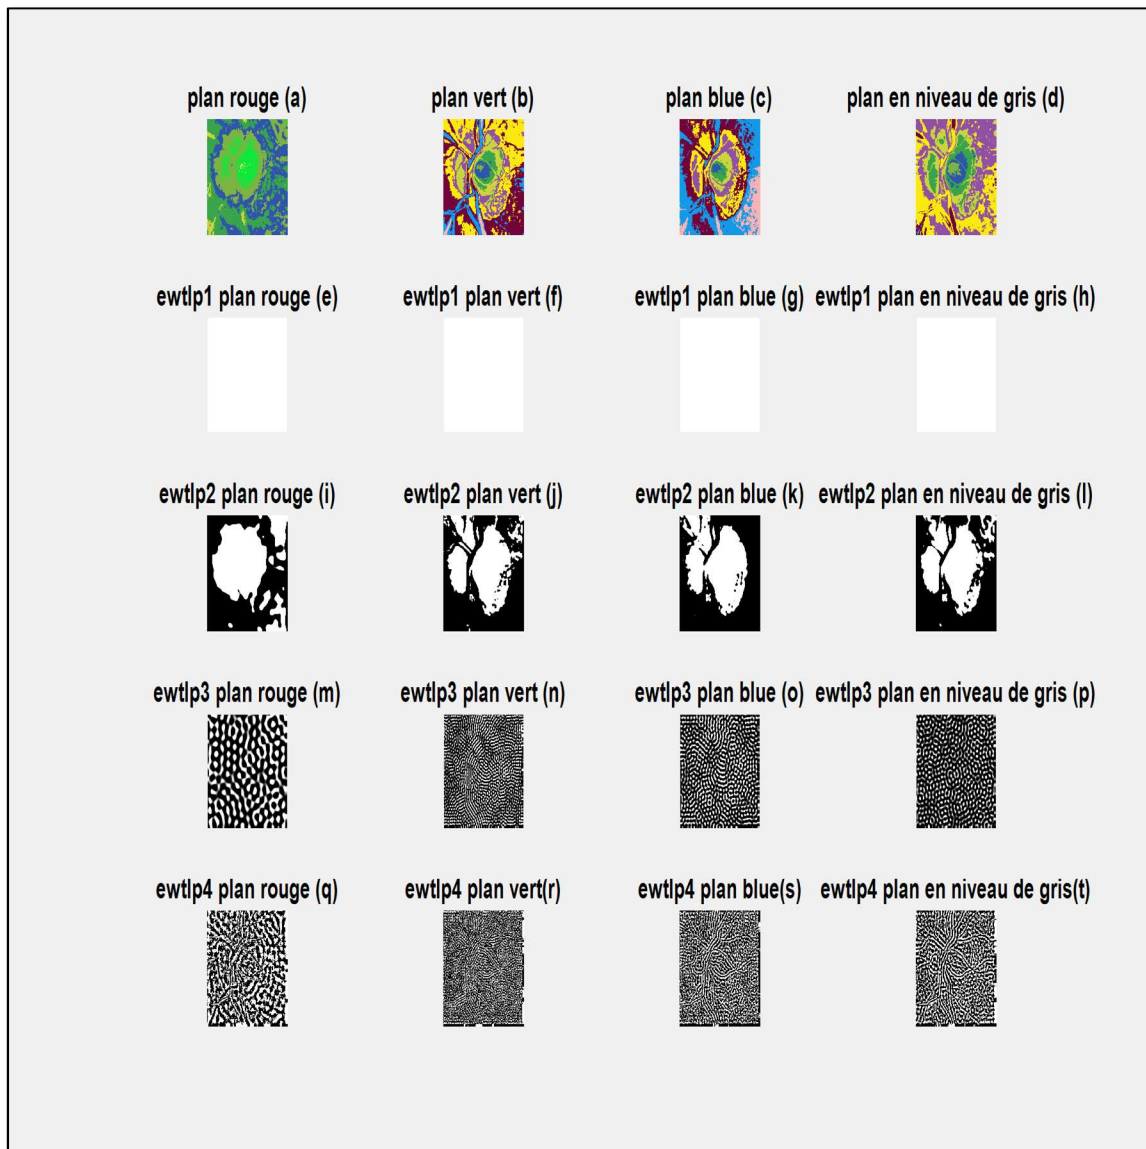 plan rouge (a) plan vert (b) plan blue (c) plan en niveau de gris (d)
ewtlp1 plan rouge (e) ewtlp1 plan vert (f) ewtlp1 plan blue (g) ewtlp1 plan en niveau de gris (h)
ewtlp2 plan rouge (i) ewtlp2 plan vert (j) ewtlp2 plan blue (k) ewtlp2 plan en niveau de gris (l)
ewtlp3 plan rouge (m) ewtlp3 plan vert (n) ewtlp3 plan blue (o) ewtlp3 plan en niveau de gris (p)
ewtlp4 plan rouge (q) ewtlp4 plan vert(r) ewtlp4 plan blue(s) ewtlp4 plan en niveau de gris(t)